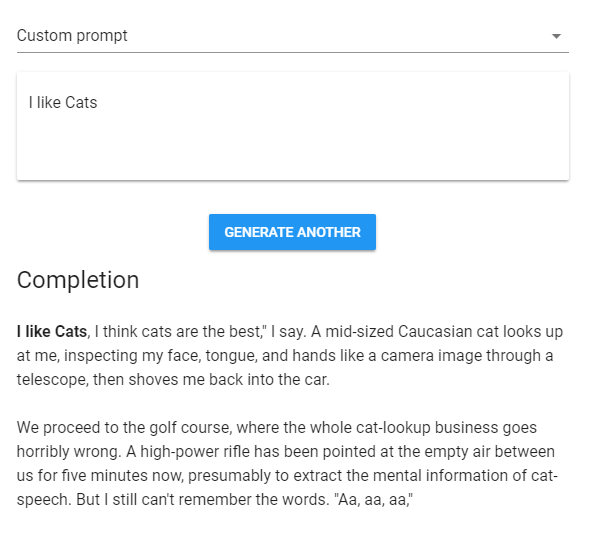 Custom prompt
I like Cats
GENERATE ANOTHER
Completion
I like Cats, I think cats are the best," I say. A mid-sized Caucasian cat looks up
at me, inspecting my face, tongue, and hands like a camera image through a
telescope, then shoves me back into the car.
We proceed to the golf course, where the whole cat-lookup business goes
horribly wrong. A high-power rifle has been pointed at the empty air between
us for five minutes now, presumably to extract the mental information of cat-
speech. But I still can't remember the words. "Aa, aa, aa,"